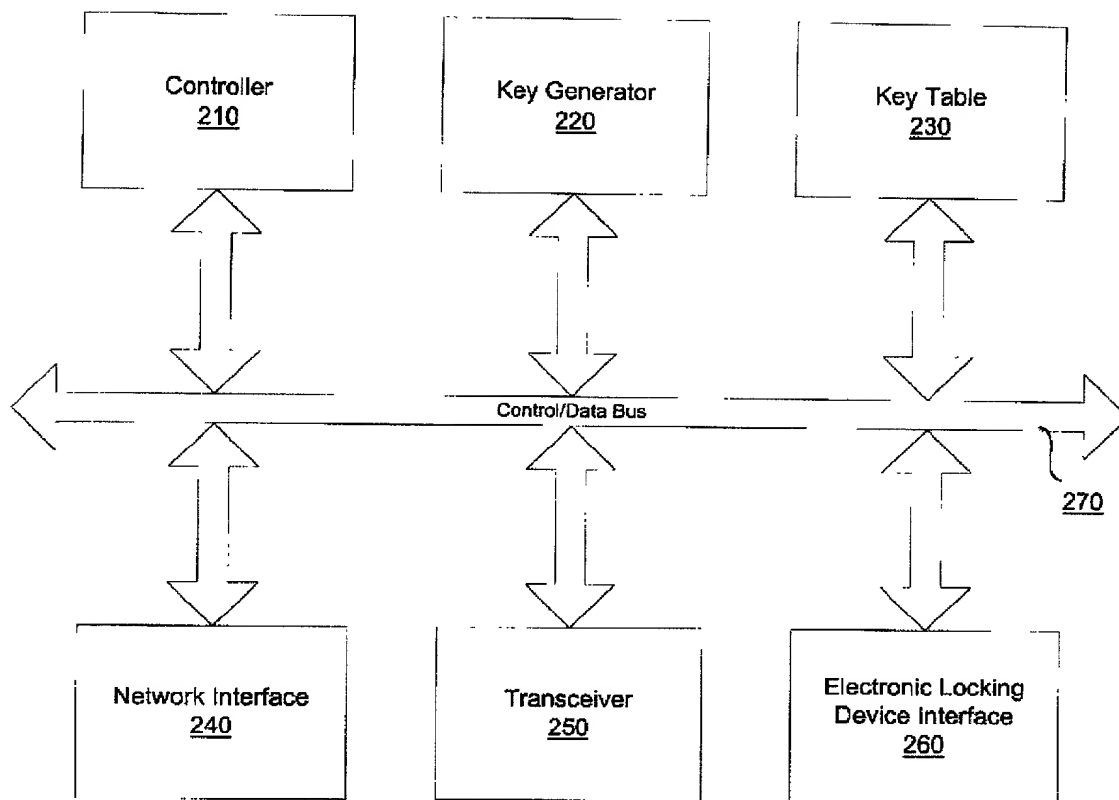 Controller
210
Key Generator
220
Key Table
230
Control/Data Bus
270
Network Interface
240
Transceiver
250
Electronic Locking
Device Interface
260